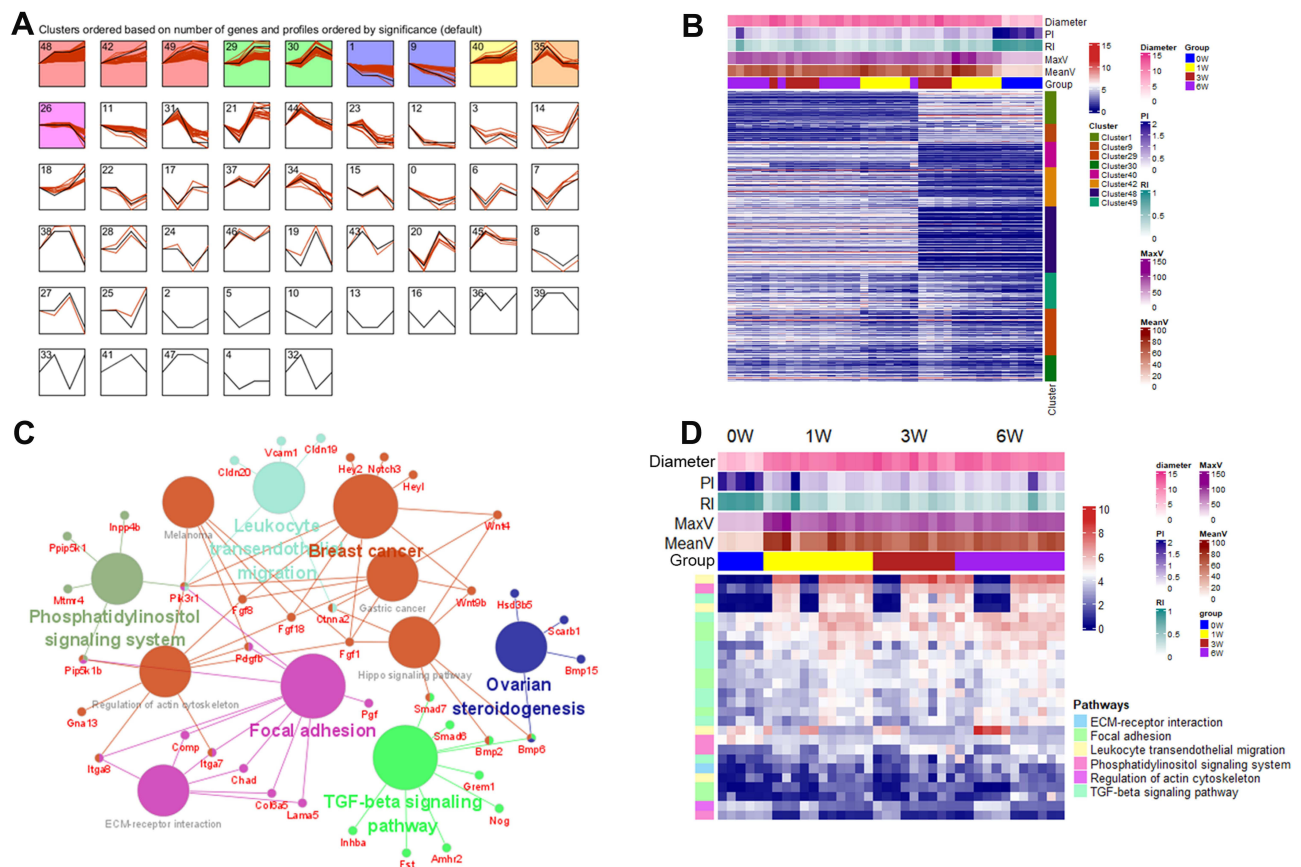 A
Clusters ordered based on number of genes and profiles ordered by significance (default)
48 42 49 29 30 1 9 40 35
26 11 31 21 44 23 12 3 14
18 22 17 37 34 15 0 6 7
38 28 24 46 19 43 20 45 8
27 25 2 5 10 13 16 36 39
33 41 47 4 32
B
Diameter
PI
RI
MaxV
MeanV
Group
Cluster
15
10
5
0
Cluster
Cluster1
Cluster9
Cluster29
Cluster30
Cluster40
Cluster42
Cluster48
Cluster49
Diameter
15
10
5
0
PI
2
1.5
1
0.5
0
RI
1
0.5
0
MaxV
150
100
50
0
MeanV
100
80
60
40
20
0
Group
0W
1W
3W
6W
C
Cldn19
Vcam1
Cldn20
Hey2 Notch3
Heyl
Inpp4b
Melanoma
Leukocyte
transendothelial
migration
Breast cancer
Wnt4
Ppip5k1
Mtmr4
Pik3r1
Gastric cancer
Fgf8
Wnt9b
Hsd3b5
Ctnna2
Fgf18
Phosphatidylinositol
signaling system
Scarb1
Pdgfb
Fgf1
Pip5k1b
Hippo signaling pathway
Bmp15
Ovarian
steroidogenesis
Regulation of actin cytoskeleton
Gna13
Pgf
Smad7
Focal adhesion
Smad6
Comp
Itga7
Bmp2
Bmp6
Itga8
Chad
Grem1
Col6a5
Lama5
TGF-beta signaling
pathway
Nog
ECM-receptor interaction
Inhba
Fst
Amhr2
D
0W 1W 3W 6W
Diameter
PI
RI
MaxV
MeanV
Group
10
8
6
4
2
0
diameter
15
10
5
0
MaxV
150
100
50
0
PI
2
1.5
1
0.5
0
MeanV
100
80
60
40
20
0
RI
1
0.5
0
group
0W
1W
3W
6W
Pathways
ECM-receptor interaction
Focal adhesion
Leukocyte transendothelial migration
Phosphatidylinositol signaling system
Regulation of actin cytoskeleton
TGF-beta signaling pathway